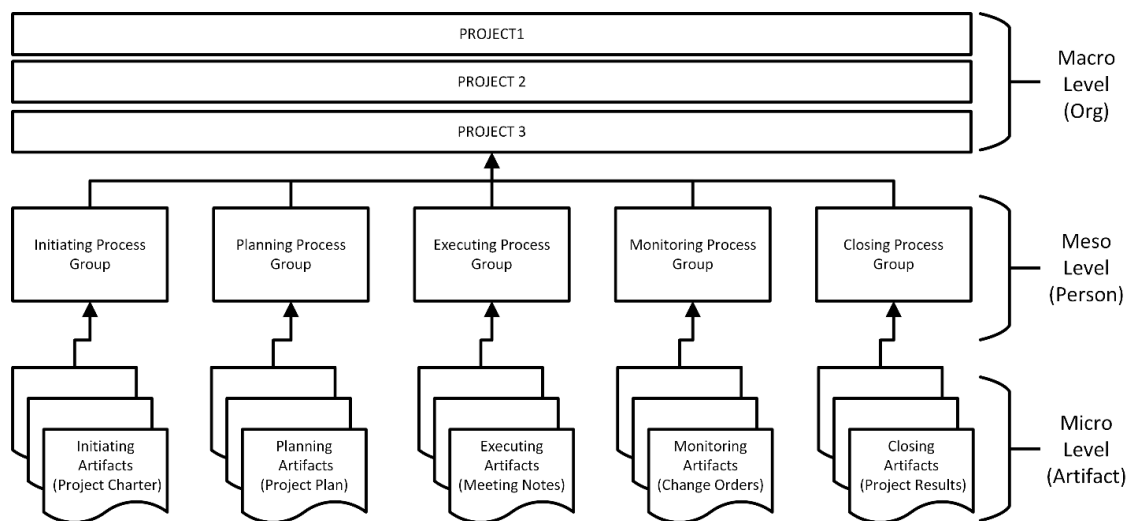 PROJECT1
PROJECT 2
PROJECT 3
Macro
Level
(Org)
Initiating Process
Group
Planning Process
Group
Executing Process
Group
Monitoring Process
Group
Closing Process
Group
Meso
Level
(Person)
Initiating
Artifacts
(Project Charter)
Planning
Artifacts
(Project Plan)
Executing
Artifacts
(Meeting Notes)
Monitoring
Artifacts
(Change Orders)
Closing
Artifacts
(Project Results)
Micro
Level
(Artifact)